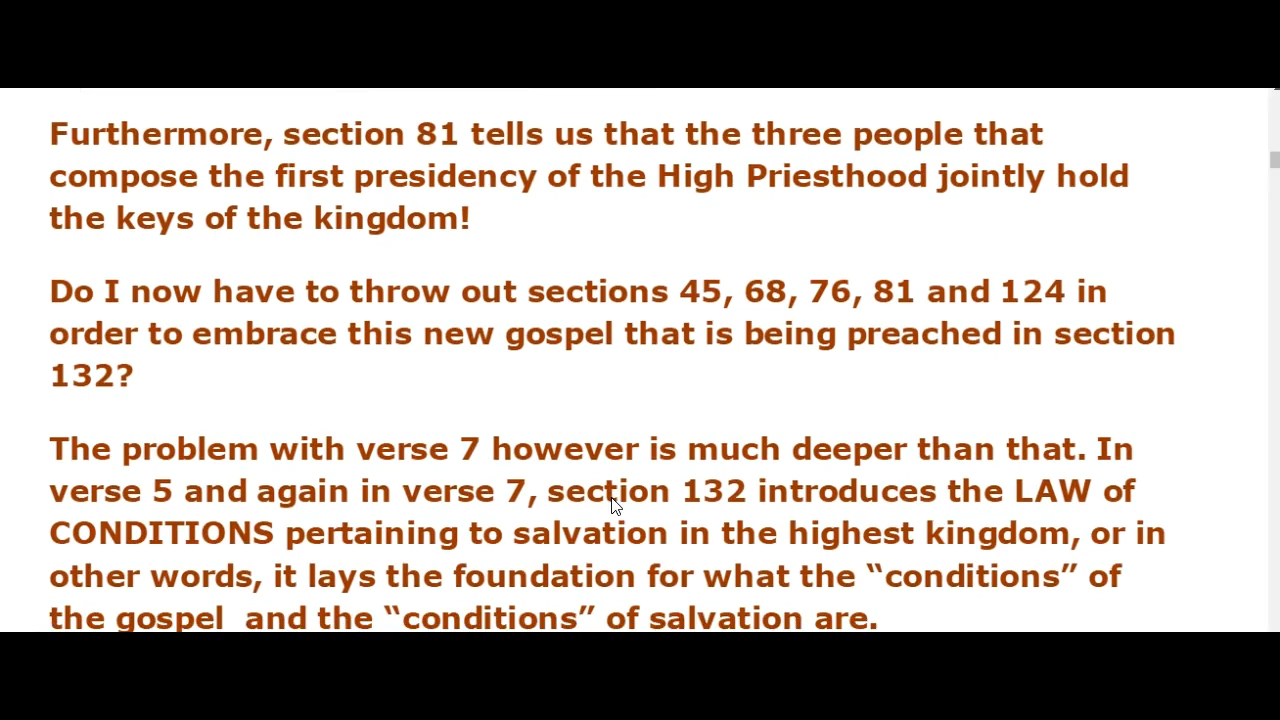 Furthermore, section 81 tells us that the three people that
compose the first presidency of the High Priesthood jointly hold
the keys of the kingdom!
Do I now have to throw out sections 45, 68, 76, 81 and 124 in
order to embrace this new gospel that is being preached in section
132?
The problem with verse 7 however is much deeper than that. In
verse 5 and again in verse 7, section 132 introduces the LAW of
CONDITIONS pertaining to salvation in the highest kingdom, or in
other words, it lays the foundation for what the “conditions” of
the gospel  and the “conditions” of salvation are.